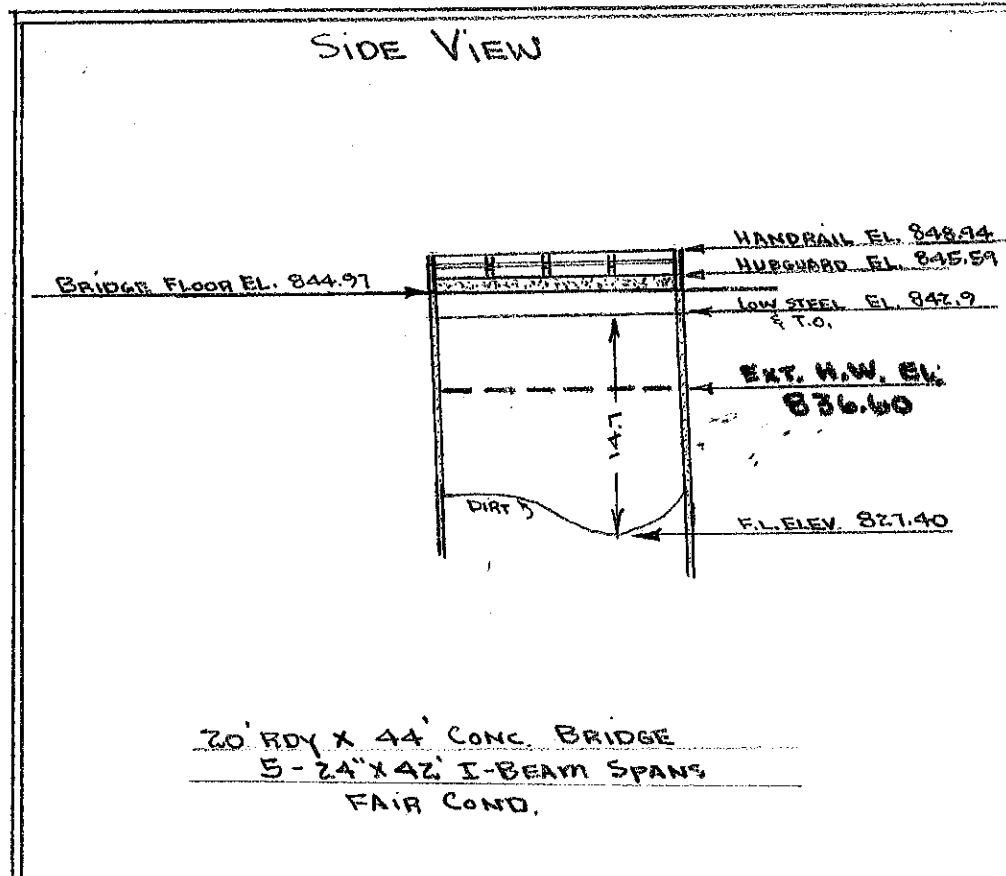 SIDE VIEW
HANDRAIL EL. 848.94
HUBGUARD EL. 845.59
BRIDGE FLOOR EL. 844.97
LOW STEEL EL. 842.9
& T.O.
EXT. H.W. EL.
836.60
14.7
DIRT
F.L. ELEV. 827.40
20' RDY X 44' CONC. BRIDGE
5 - 24" X 42' I-BEAM SPANS
FAIR COND.